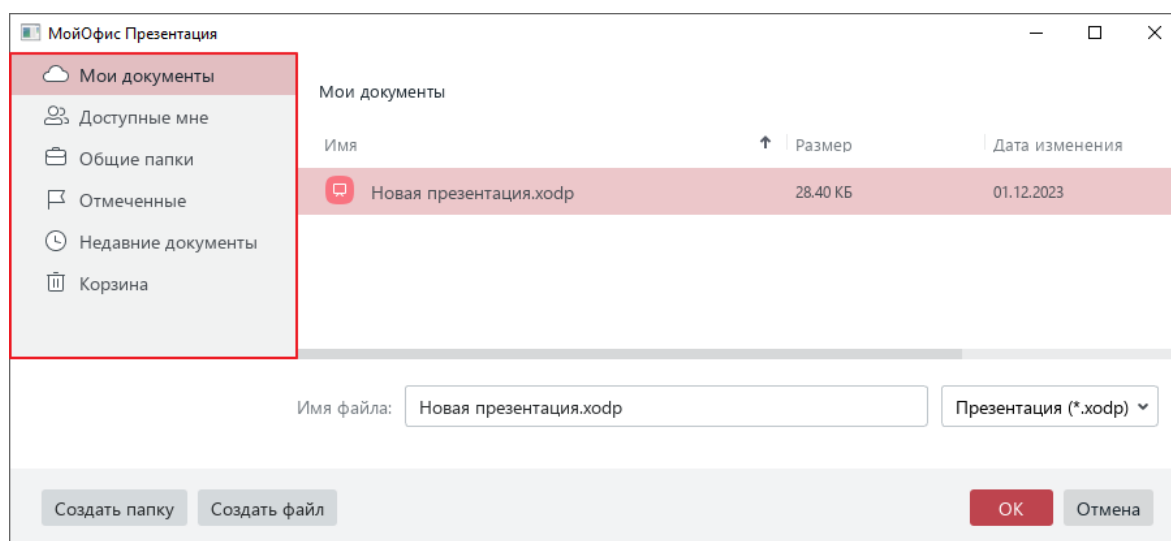 МойОфис Презентация
Мои документы
Доступные мне
Общие папки
Отмеченные
Недавние документы
Корзина
Мои документы
Имя Размер Дата изменения
Новая презентация.xodp 28.40 КБ 01.12.2023
Имя файла: Новая презентация.xodp Презентация (*.xodp)
Создать папку Создать файл ОК Отмена